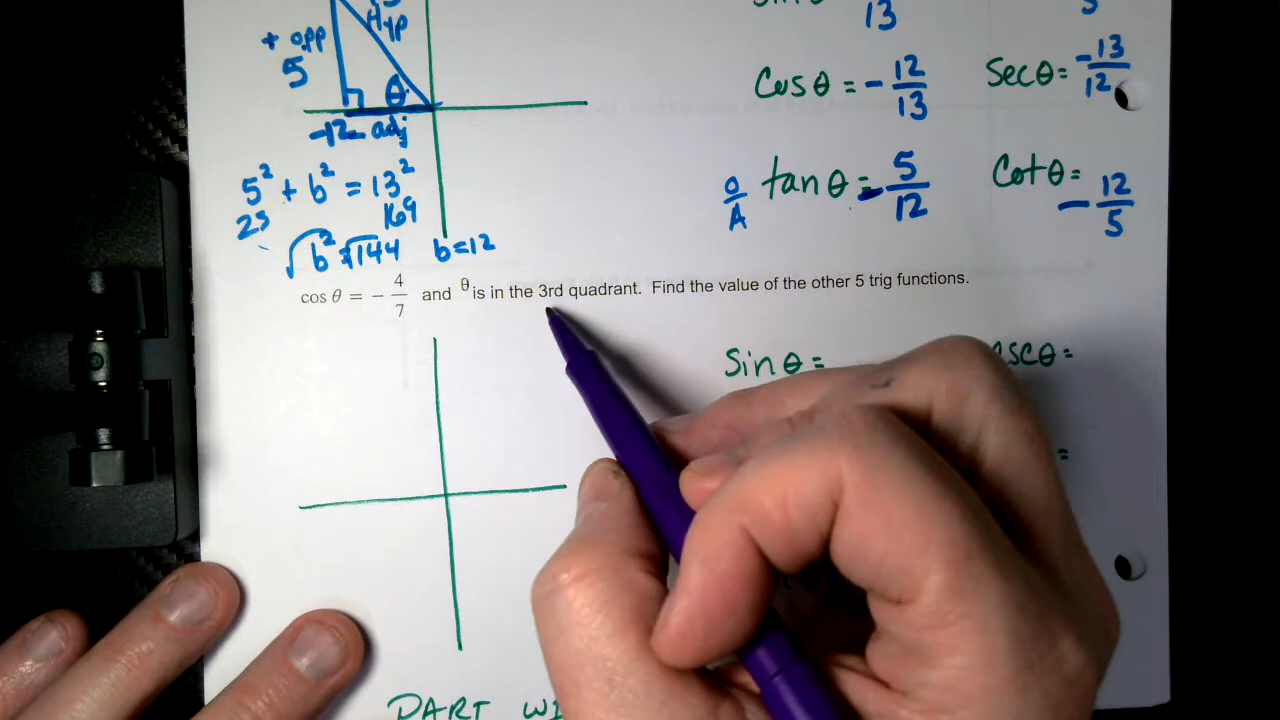 13
5
+ opp
Hyp
5
θ
-12 adj
cos θ = - 12/13
sec θ = -13/12
5² + b² = 13²
25
169
O/A tan θ = - 5/12
cot θ = - 12/5
√b² = √144 b=12
cos θ = - 4/7 and θ is in the 3rd quadrant. Find the value of the other 5 trig functions.
sin θ =
csc θ =
=
PART